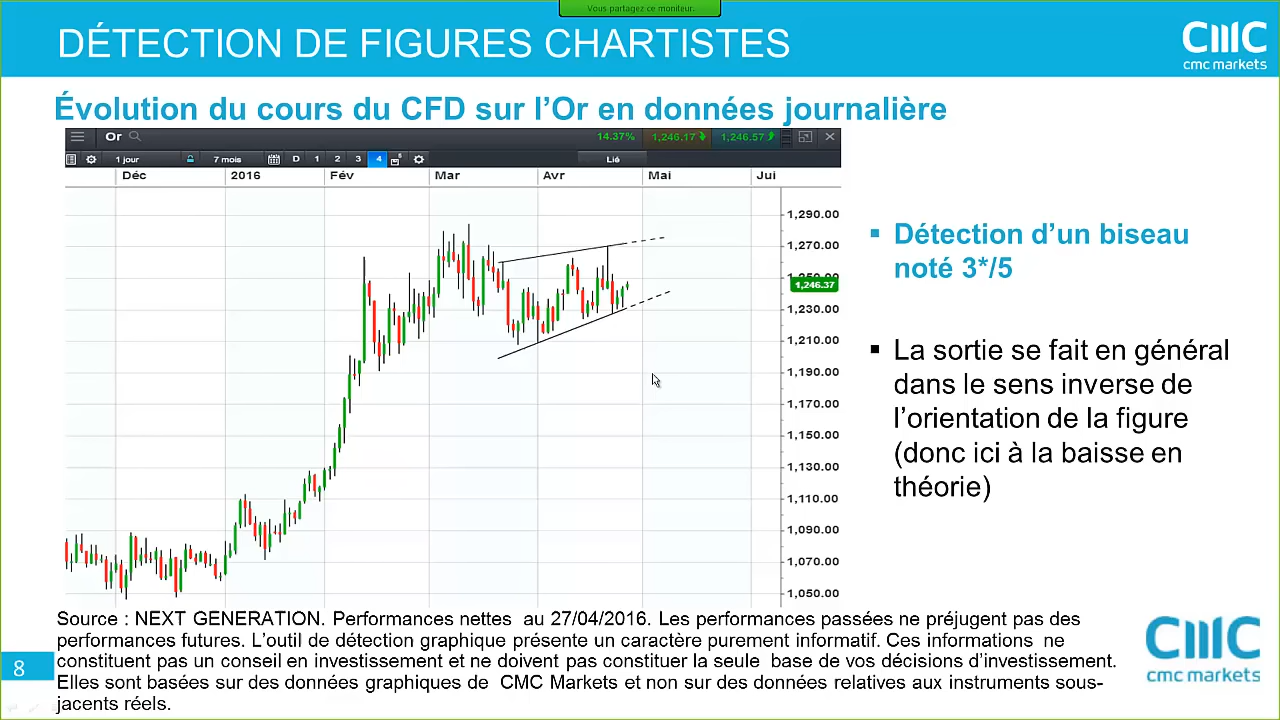 Vous partagez ce moniteur.
DÉTECTION DE FIGURES CHARTISTES
CMC
cmc markets
Évolution du cours du CFD sur l’Or en données journalière
Or 14.37% 1,246.17 1,246.57
1 jour 7 mois D 1 2 3 4 Lié
Déc 2016 Fév Mar Avr Mai Jui
1,290.00
1,270.00
1,250.00
1,246.37
1,230.00
1,210.00
1,190.00
1,170.00
1,150.00
1,130.00
1,110.00
1,090.00
1,070.00
1,050.00
▪ Détection d’un biseau
noté 3*/5
▪ La sortie se fait en général
dans le sens inverse de
l’orientation de la figure
(donc ici à la baisse en
théorie)
Source : NEXT GENERATION. Performances nettes au 27/04/2016. Les performances passées ne préjugent pas des
performances futures. L’outil de détection graphique présente un caractère purement informatif. Ces informations ne
constituent pas un conseil en investissement et ne doivent pas constituer la seule base de vos décisions d’investissement.
Elles sont basées sur des données graphiques de CMC Markets et non sur des données relatives aux instruments sous-
jacents réels.
8
CMC
cmc markets